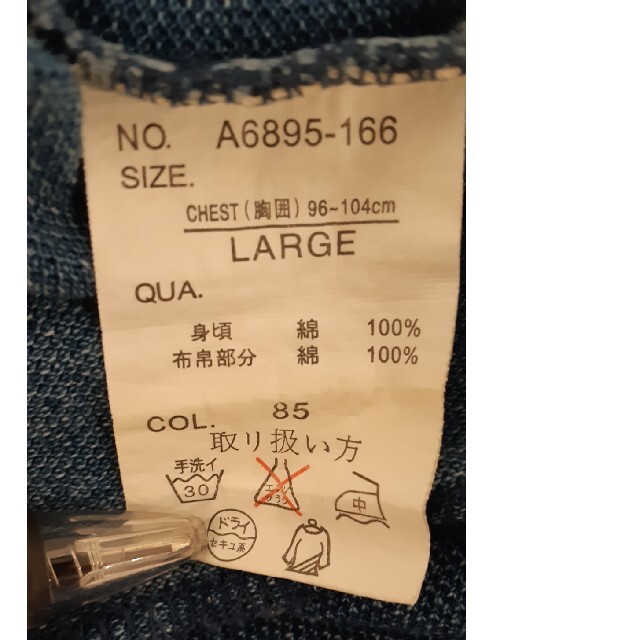 NO. A6895-166
SIZE.
CHEST(胸囲)96~104cm
LARGE
QUA.
身頃 綿 100%
布帛部分 綿 100%
COL. 85
取り扱い方
手洗イ
30
中
ドライ
セキユ系